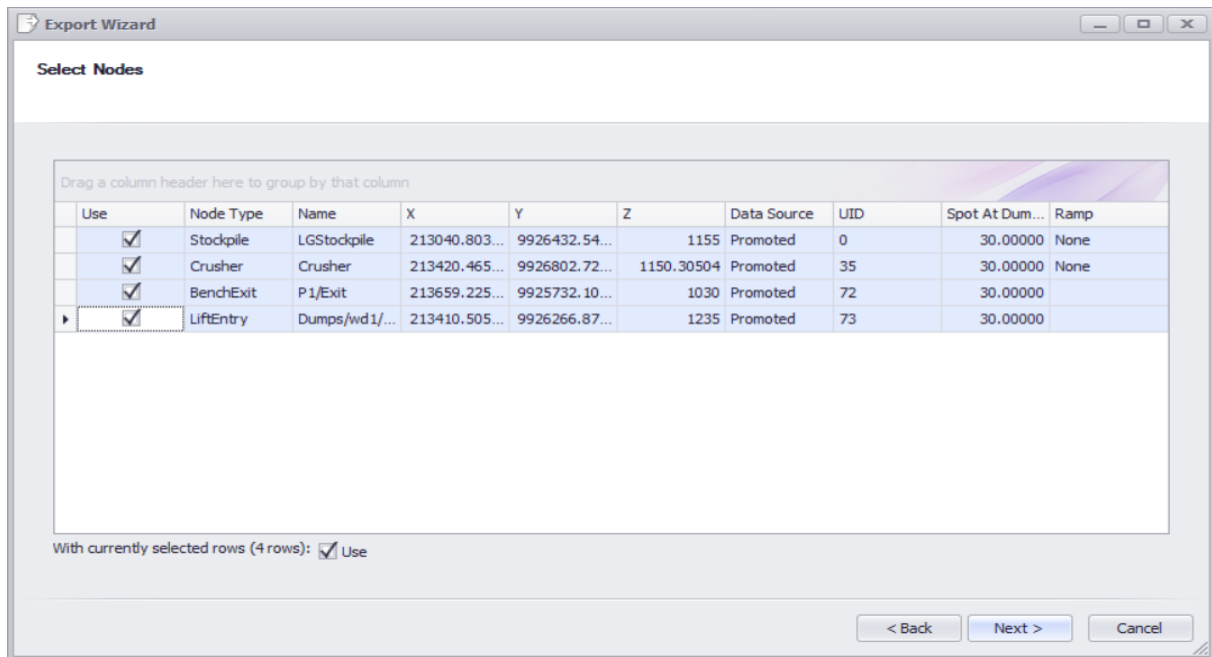 Export Wizard
Select Nodes
Drag a column header here to group by that column
Use Node Type Name X Y Z Data Source UID Spot At Dum... Ramp
Stockpile LGStockpile 213040.803... 9926432.54... 1155 Promoted 0 30.00000 None
Crusher Crusher 213420.465... 9926802.72... 1150.30504 Promoted 35 30.00000 None
BenchExit P1/Exit 213659.225... 9925732.10... 1030 Promoted 72 30.00000
LiftEntry Dumps/wd1/... 213410.505... 9926266.87... 1235 Promoted 73 30.00000
With currently selected rows (4 rows): Use
< Back Next > Cancel